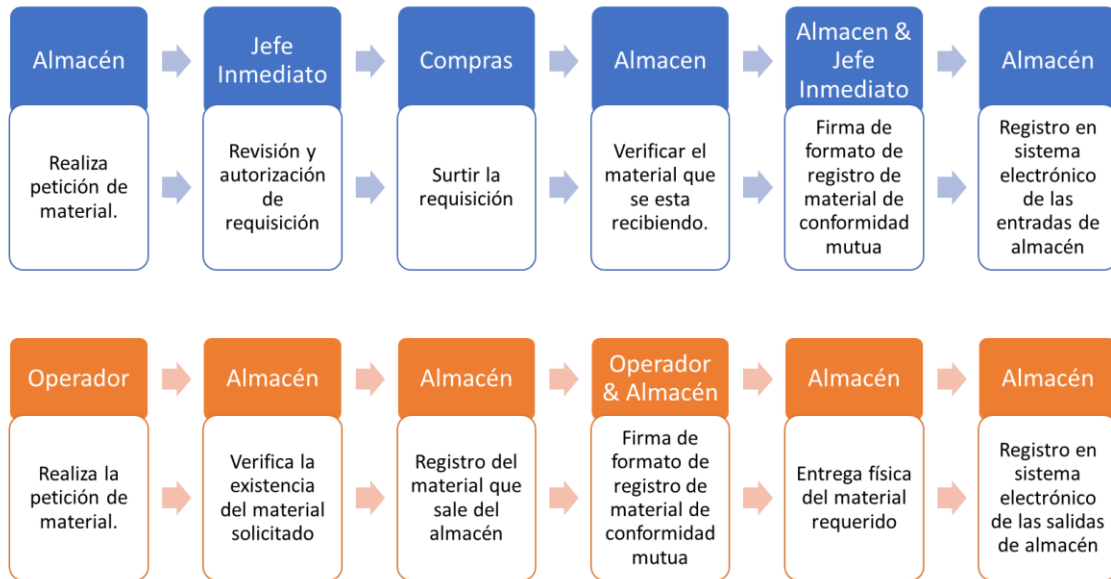 Almacén
Realiza
petición de
material.
Jefe
Inmediato
Revisión y
autorización
de
requisición
Compras
Surtir la
requisición
Almacen
Verificar el
material que
se esta
recibiendo.
Almacen &
Jefe
Inmediato
Firma de
formato de
registro de
material de
conformidad
mutua
Almacén
Registro en
sistema
electrónico
de las
entradas de
almacén
Operador
Realiza la
petición de
material.
Almacén
Verifica la
existencia
del material
solicitado
Almacén
Registro del
material que
sale del
almacén
Operador
& Almacén
Firma de
formato de
registro de
material de
conformidad
mutua
Almacén
Entrega física
del material
requerido
Almacén
Registro en
sistema
electrónico
de las salidas
de almacén